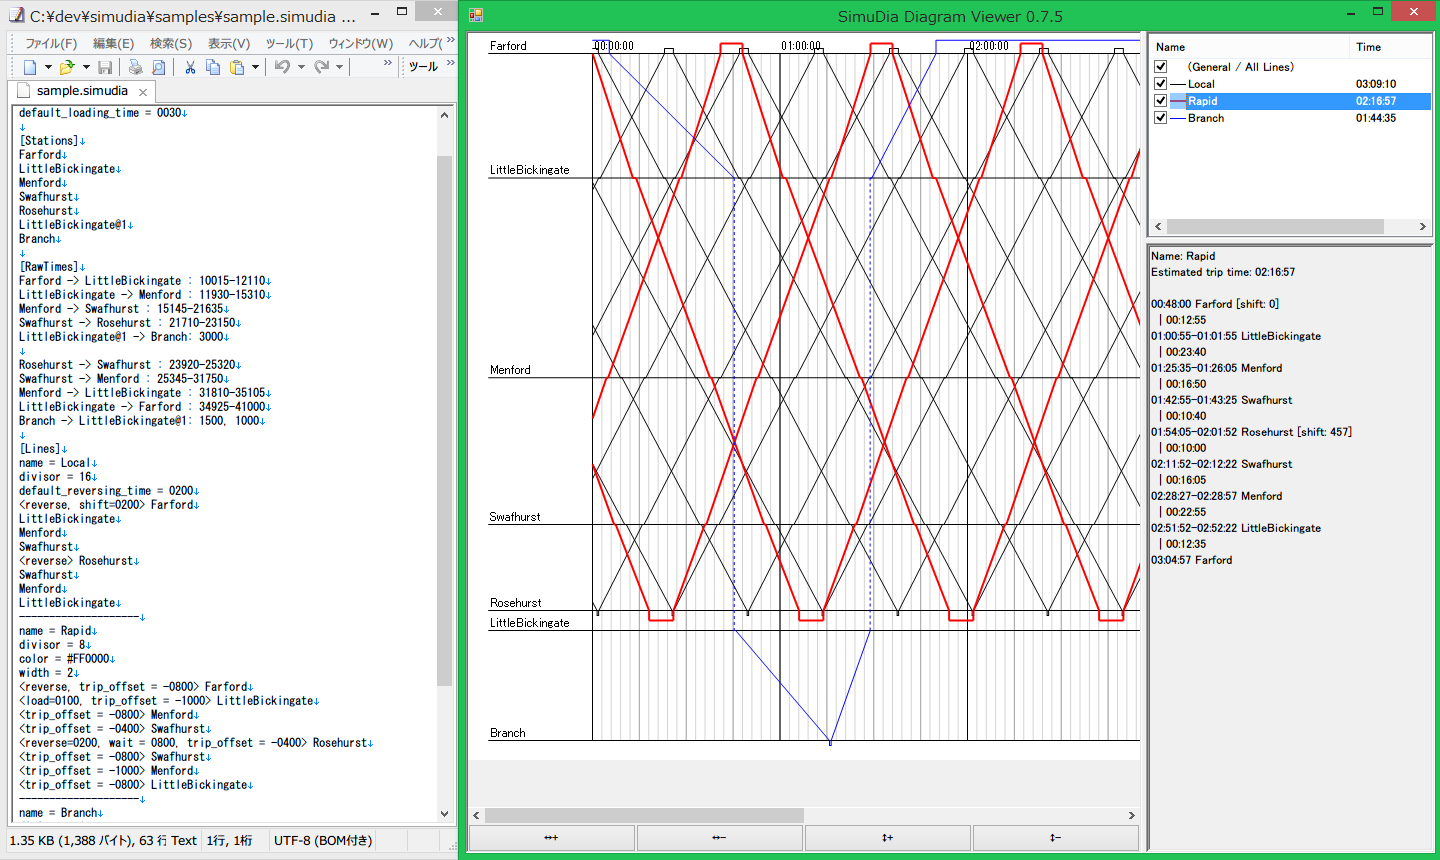 C:¥dev¥simudia¥samples¥sample.simudia ...
ファイル(F) 編集(E) 検索(S) 表示(V) ツール(T) ウィンドウ(W) ヘルプ(
ツール
sample.simudia
default_loading_time = 0030↓
↓
[Stations]↓
Farford↓
LittleBickingate↓
Menford↓
Swafhurst↓
Rosehurst↓
LittleBickingate@1↓
Branch↓
↓
[RawTimes]↓
Farford -> LittleBickingate : 10015-12110↓
LittleBickingate -> Menford : 11930-15310↓
Menford -> Swafhurst : 15145-21635↓
Swafhurst -> Rosehurst : 21710-23150↓
LittleBickingate@1 -> Branch: 3000↓
↓
Rosehurst -> Swafhurst : 23920-25320↓
Swafhurst -> Menford : 25345-31750↓
Menford -> LittleBickingate : 31810-35105↓
LittleBickingate -> Farford : 34925-41000↓
Branch -> LittleBickingate@1: 1500, 1000↓
↓
[Lines]↓
name = Local↓
divisor = 16↓
default_reversing_time = 0200↓
<reverse, shift=0200> Farford↓
LittleBickingate↓
Menford↓
Swafhurst↓
<reverse> Rosehurst↓
Swafhurst↓
Menford↓
LittleBickingate↓
--------------------↓
name = Rapid↓
divisor = 8↓
color = #FF0000↓
width = 2↓
<reverse, trip_offset = -0800> Farford↓
<load=0100, trip_offset = -1000> LittleBickingate↓
<trip_offset = -0800> Menford↓
<trip_offset = -0400> Swafhurst↓
<reverse=0200, wait = 0800, trip_offset = -0400> Rosehurst↓
<trip_offset = -0800> Swafhurst↓
<trip_offset = -1000> Menford↓
<trip_offset = -0800> LittleBickingate↓
--------------------↓
name = Branch↓
1.35 KB (1,388 バイト), 63 行 Text 1行, 1桁 UTF-8 (BOM付き)
SimuDia Diagram Viewer 0.7.5
Farford
00:00:00 01:00:00 02:00:00
LittleBickingate
Menford
Swafhurst
Rosehurst
LittleBickingate
Branch
↔+ ↔− ↕+ ↕−
Name Time
(General / All Lines)
Local 03:09:10
Rapid 02:16:57
Branch 01:44:35
Name: Rapid
Estimated trip time: 02:16:57
00:48:00 Farford [shift: 0]
| 00:12:55
01:00:55-01:01:55 LittleBickingate
| 00:23:40
01:25:35-01:26:05 Menford
| 00:16:50
01:42:55-01:43:25 Swafhurst
| 00:10:40
01:54:05-02:01:52 Rosehurst [shift: 457]
| 00:10:00
02:11:52-02:12:22 Swafhurst
| 00:16:05
02:28:27-02:28:57 Menford
| 00:22:55
02:51:52-02:52:22 LittleBickingate
| 00:12:35
03:04:57 Farford